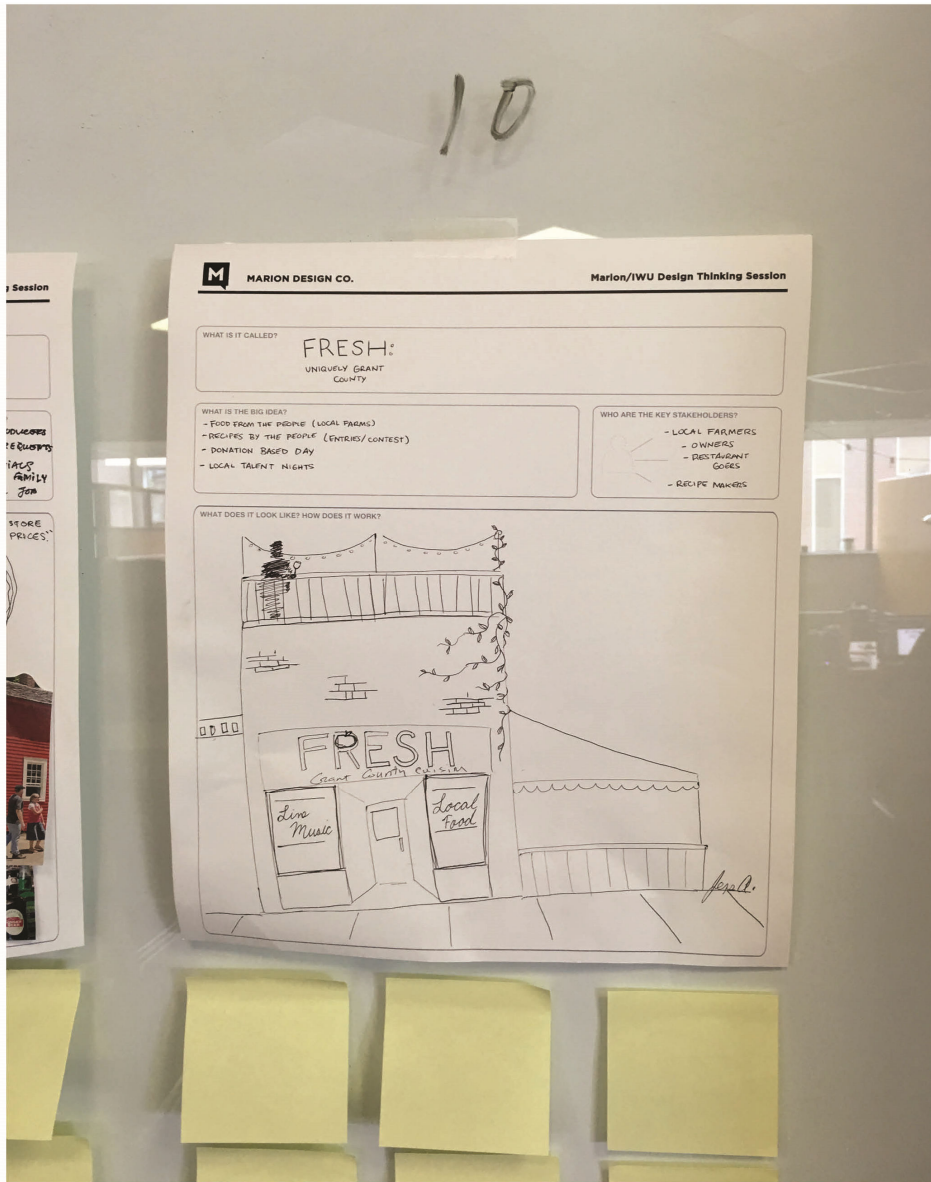 10
g Session
M MARION DESIGN CO. Marion/IWU Design Thinking Session
WHAT IS IT CALLED?
FRESH:
UNIQUELY GRANT
COUNTY
WHAT IS THE BIG IDEA?
- FOOD FROM THE PEOPLE (LOCAL FARMS)
- RECIPES BY THE PEOPLE (ENTRIES/CONTEST)
- DONATION BASED DAY
- LOCAL TALENT NIGHTS
WHO ARE THE KEY STAKEHOLDERS?
- LOCAL FARMERS
- OWNERS
- RESTAURANT
GOERS
- RECIPE MAKERS
FAMILY
JOB
STORE
PRICES"
WHAT DOES IT LOOK LIKE? HOW DOES IT WORK?
FRESH
Grant County cuisim
Live
Music
Local
Food